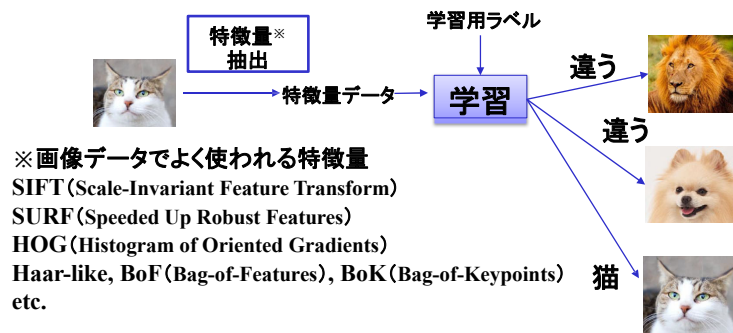 特徴量※
抽出
学習用ラベル
特徴量データ
学習
違う
違う
猫
※画像データでよく使われる特徴量
SIFT（Scale-Invariant Feature Transform）
SURF（Speeded Up Robust Features）
HOG（Histogram of Oriented Gradients）
Haar-like, BoF（Bag-of-Features）, BoK（Bag-of-Keypoints）
etc.